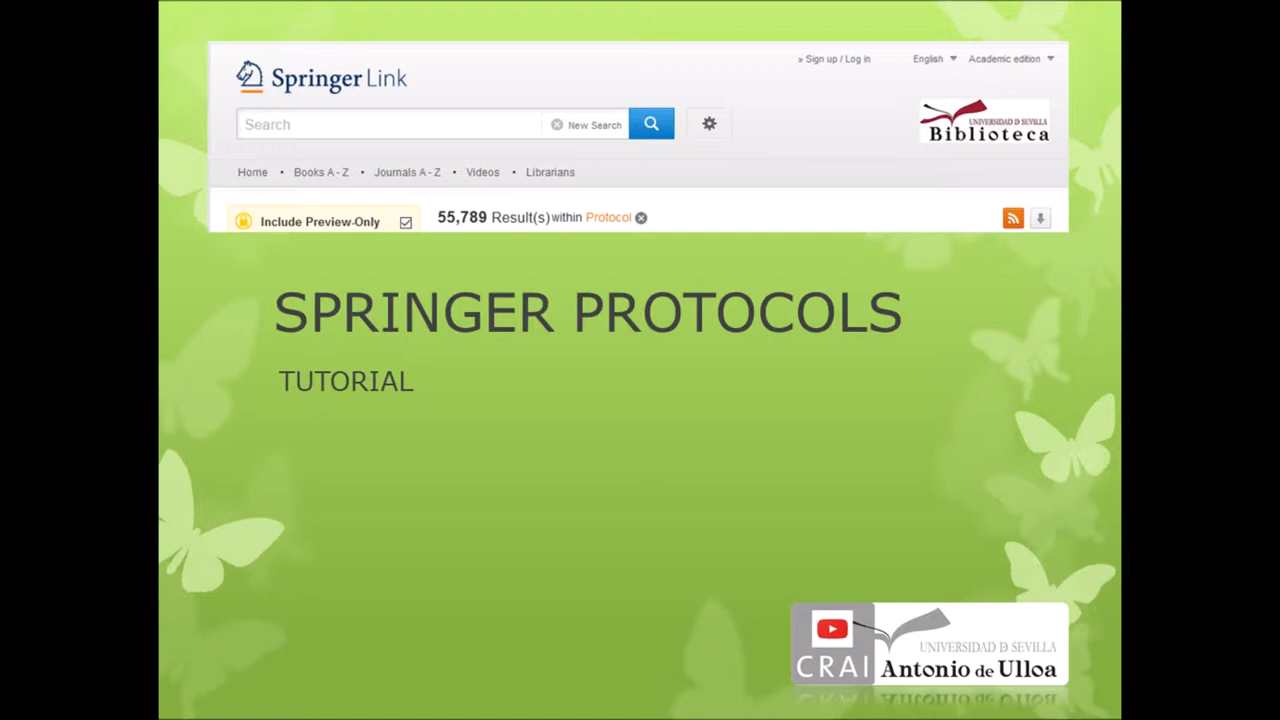 » Sign up / Log in English Academic edition
Springer Link
Search New Search
UNIVERSIDAD D SEVILLA
Biblioteca
Home • Books A - Z • Journals A - Z • Videos • Librarians
Include Preview-Only 55,789 Result(s) within Protocol
SPRINGER PROTOCOLS
TUTORIAL
CRAI UNIVERSIDAD D SEVILLA
Antonio de Ulloa